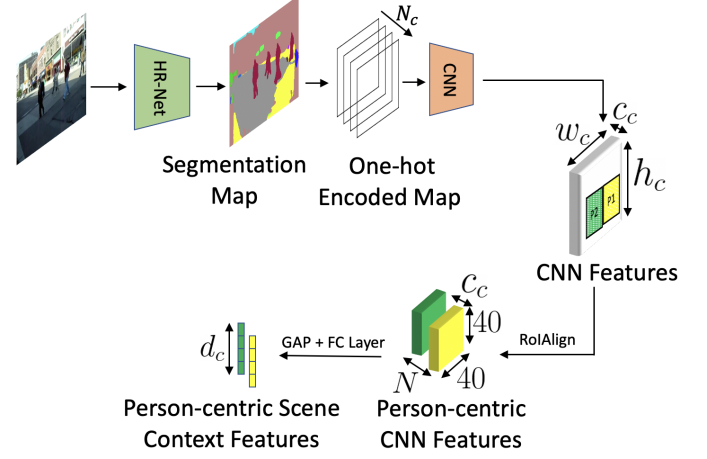 N_c
HR-Net
CNN
Segmentation
Map
One-hot
Encoded Map
w_c
c_c
h_c
P2
P1
CNN Features
RoIAlign
c_c
40
40
N
Person-centric
CNN Features
GAP + FC Layer
d_c
Person-centric Scene
Context Features